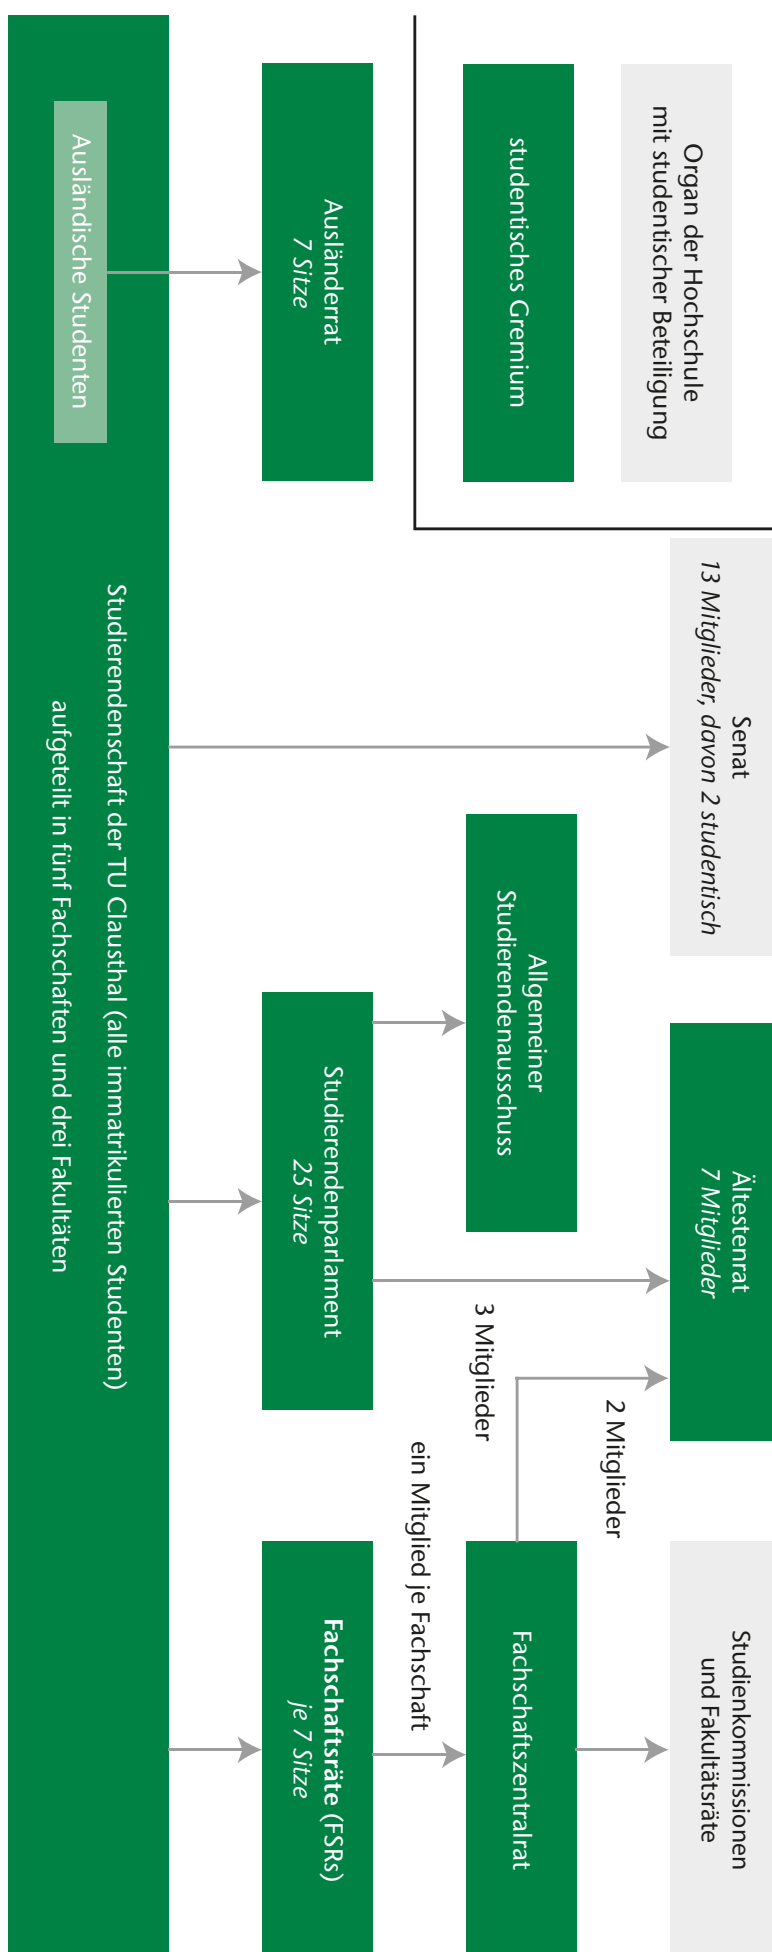 Organ der Hochschule
mit studentischer Beteiligung
studentisches Gremium
Senat
13 Mitglieder, davon 2 studentisch
Ältestenrat
7 Mitglieder
Studienkommissionen
und Fakultätsräte
2 Mitglieder
3 Mitglieder
Allgemeiner
Studierendenausschuss
Fachschaftszentralrat
ein Mitglied je Fachschaft
Ausländerrat
7 Sitze
Studierendenparlament
25 Sitze
Fachschaftsräte (FSRs)
je 7 Sitze
Ausländische Studenten
Studierendenschaft der TU Clausthal (alle immatrikulierten Studenten)
aufgeteilt in fünf Fachschaften und drei Fakultäten